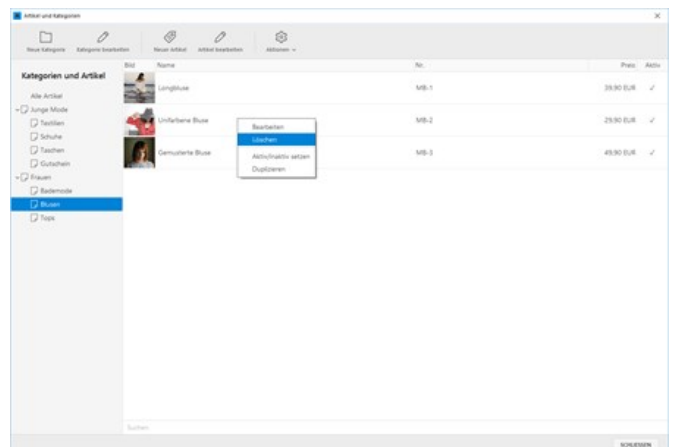 Artikel und Kategorien
Neue Kategorie Kategorie bearbeiten Neuer Artikel Artikel bearbeiten Aktionen
Kategorien und Artikel
Bild Name Nr. Preis Aktiv
Alle Artikel
Junge Mode
Textilien
Schuhe
Taschen
Gutschein
Frauen
Bademode
Blusen
Tops
Longbluse MB-1 39,90 EUR ✓
Unifarbene Bluse MB-2 29,90 EUR ✓
Gemusterte Bluse MB-3 49,90 EUR ✓
Bearbeiten
Löschen
Aktiv/Inaktiv setzen
Duplizieren
Suchen
SCHLIESSEN